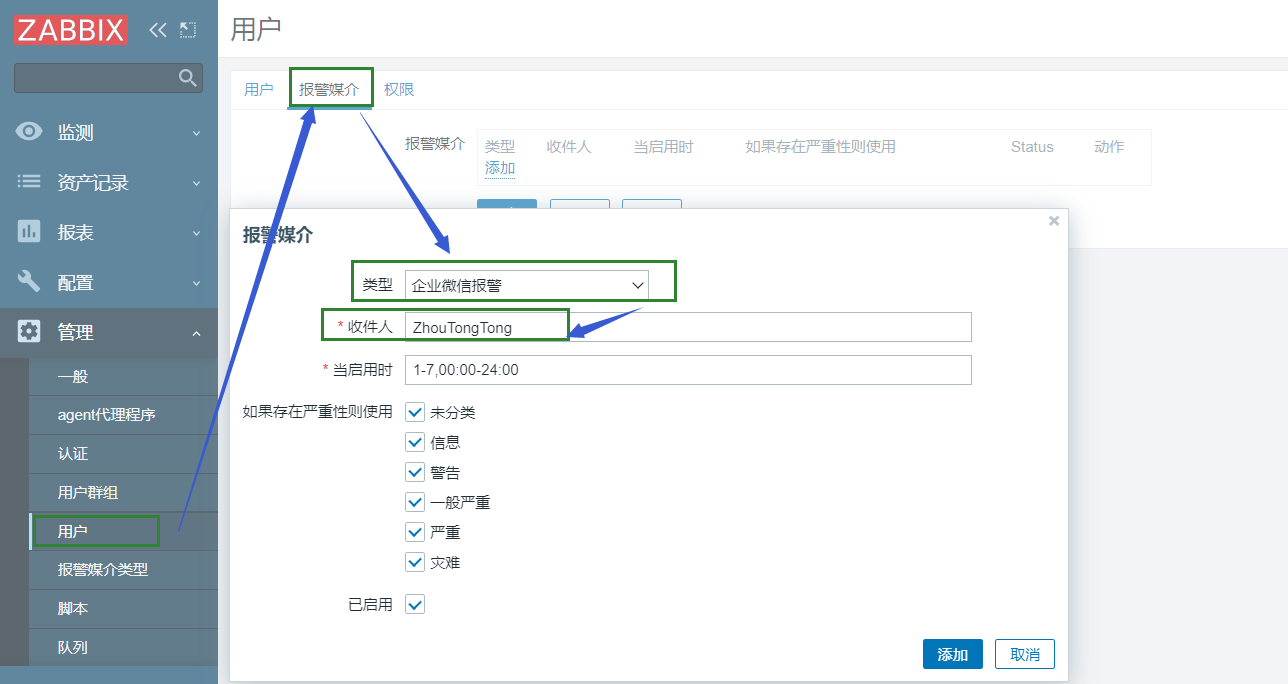 ZABBIX
监测
资产记录
报表
配置
管理
一般
agent代理程序
认证
用户群组
用户
报警媒介类型
脚本
队列
用户
用户 报警媒介 权限
报警媒介 类型 收件人 当启用时 如果存在严重性则使用 Status 动作
添加
报警媒介
类型 企业微信报警
* 收件人 ZhouTongTong
* 当启用时 1-7,00:00-24:00
如果存在严重性则使用 未分类
信息
警告
一般严重
严重
灾难
已启用
添加 取消